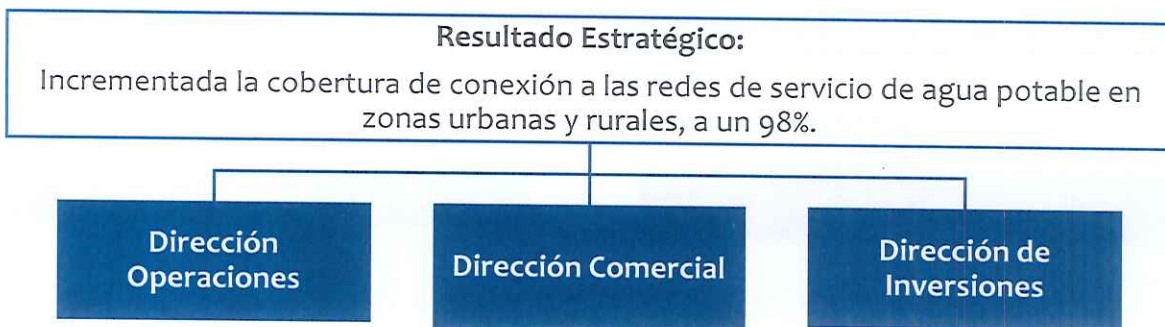 Resultado Estratégico:
Incrementada la cobertura de conexión a las redes de servicio de agua potable en
zonas urbanas y rurales, a un 98%.
Dirección
Operaciones
Dirección Comercial
Dirección de
Inversiones